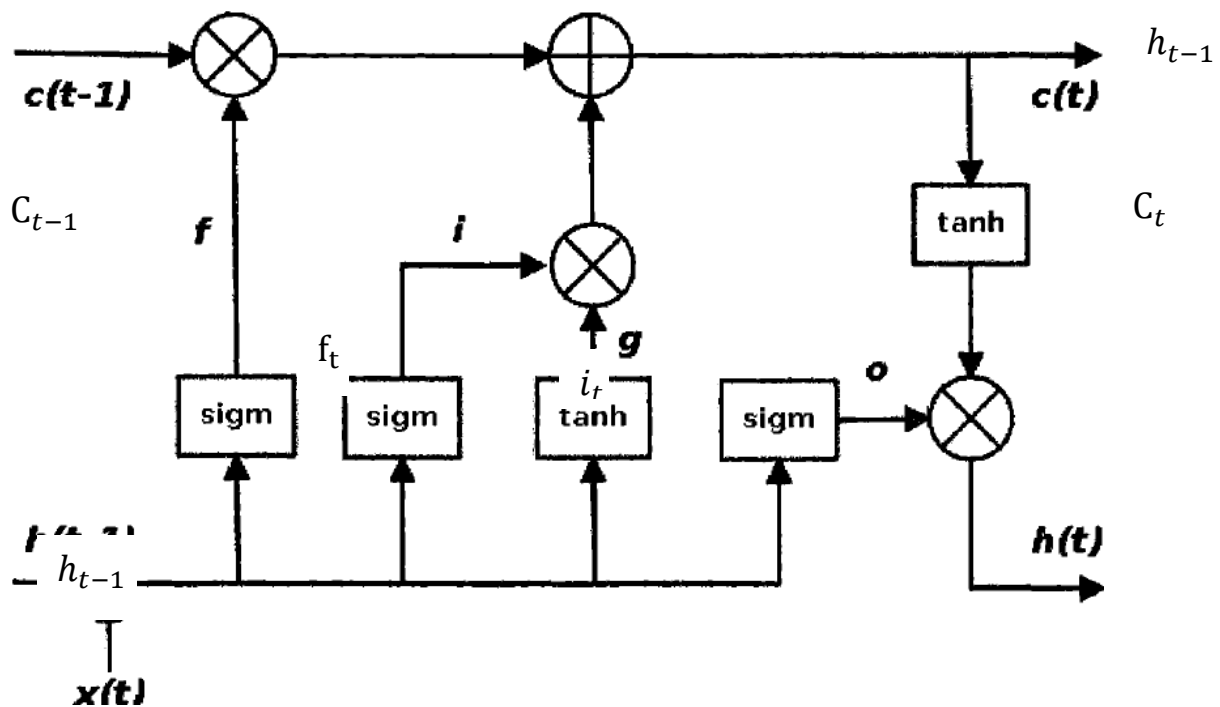 h_{t−1}
c(t-1)
c(t)
C_{t−1}
f
i
tanh
C_t
g
f_t
i_t
o
sigm
sigm
tanh
sigm
h_{t−1}
h(t)
x(t)